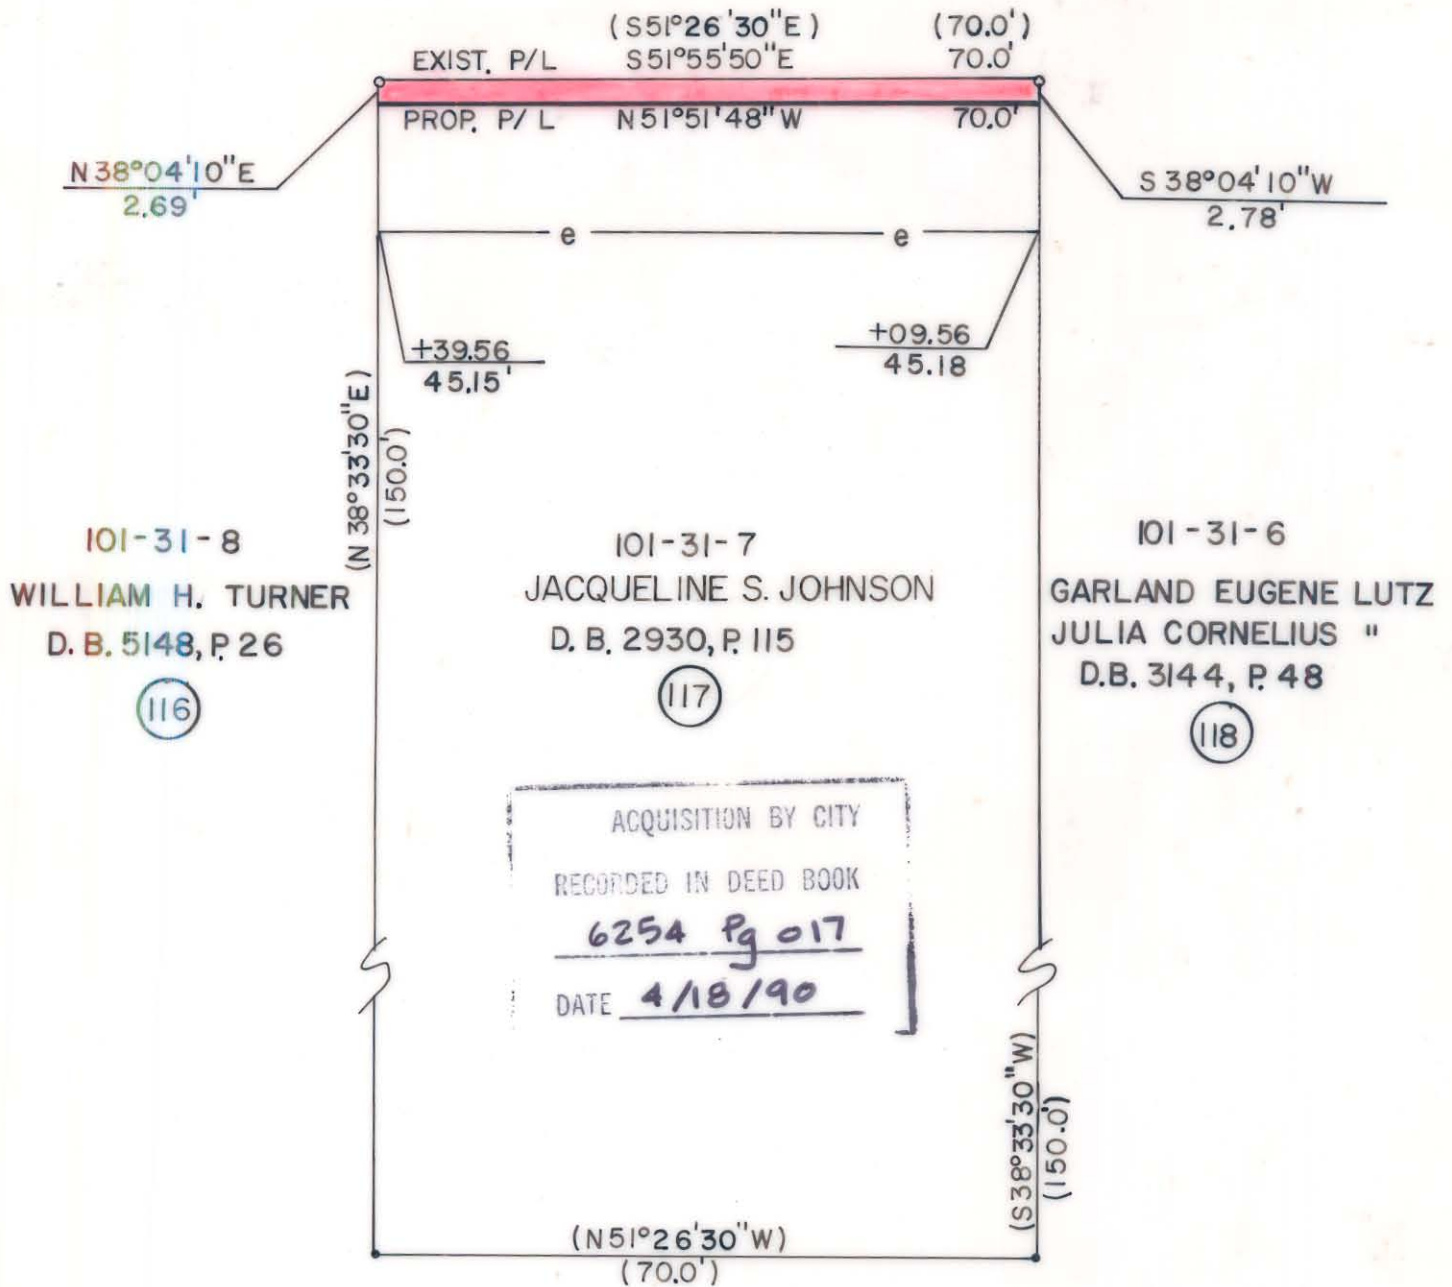 (S51°26'30"E) (70.0')
EXIST. P/L S51°55'50"E 70.0'
PROP. P/L N51°51'48"W 70.0'
N38°04'10"E
2.69'
S38°04'10"W
2.78'
e e
+39.56
45.15'
+09.56
45.18
(N 38°33'30"E)
(150.0')
101-31-8
WILLIAM H. TURNER
D. B. 5148, P. 26
116
101-31-7
JACQUELINE S. JOHNSON
D. B. 2930, P. 115
117
101-31-6
GARLAND EUGENE LUTZ
JULIA CORNELIUS "
D.B. 3144, P. 48
118
ACQUISITION BY CITY
RECORDED IN DEED BOOK
6254 Pg 017
DATE 4/18/90
(S38°33'30"W)
(150.0')
(N51°26'30"W)
(70.0')